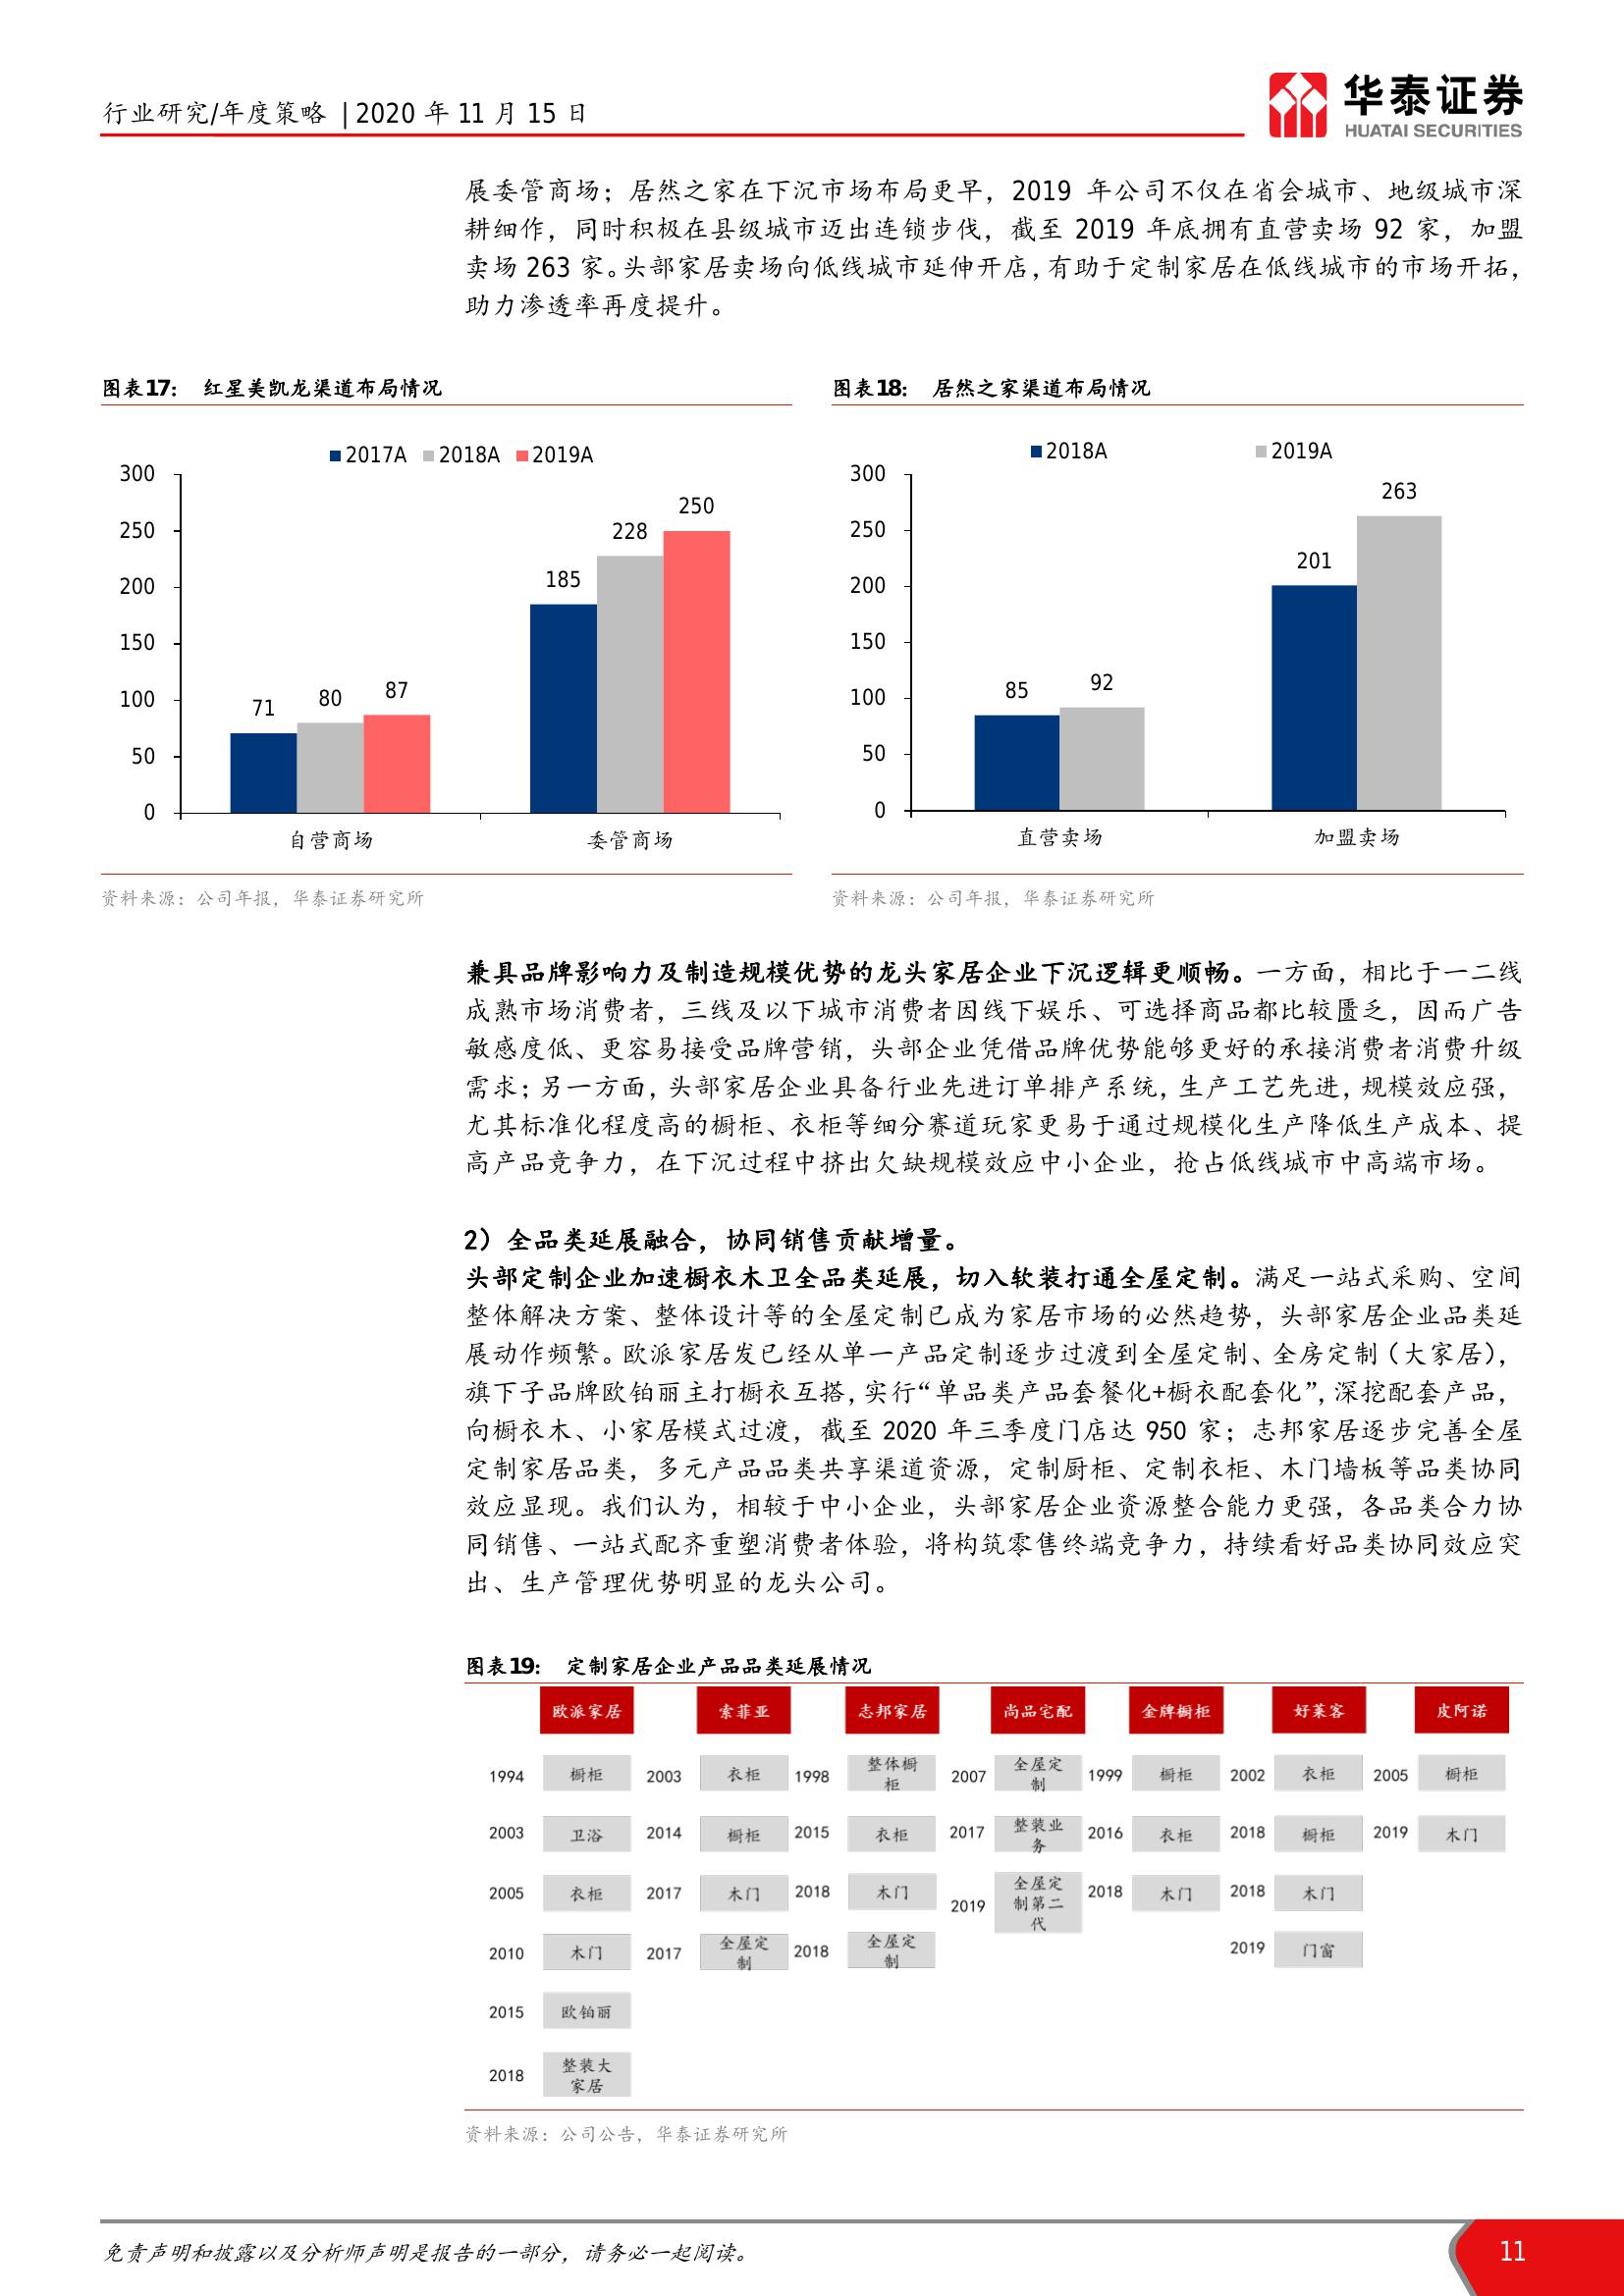 行业研究/年度策略 | 2020 年 11 月 15 日
华泰证券
HUATAI SECURITIES
展委管商场；居然之家在下沉市场布局更早，2019 年公司不仅在省会城市、地级城市深
耕细作，同时积极在县级城市迈出连锁步伐，截至 2019 年底拥有直营卖场 92 家，加盟
卖场 263 家。头部家居卖场向低线城市延伸开店，有助于定制家居在低线城市的市场开拓，
助力渗透率再度提升。
图表17： 红星美凯龙渠道布局情况
2017A 2018A 2019A
300
250
200
150
100
50
0
71
80
87
185
228
250
自营商场
委管商场
资料来源：公司年报，华泰证券研究所
图表18： 居然之家渠道布局情况
2018A 2019A
300
250
200
150
100
50
0
85
92
201
263
直营卖场
加盟卖场
资料来源：公司年报，华泰证券研究所
兼具品牌影响力及制造规模优势的龙头家居企业下沉逻辑更顺畅。一方面，相比于一二线
成熟市场消费者，三线及以下城市消费者因线下娱乐、可选择商品都比较匮乏，因而广告
敏感度低、更容易接受品牌营销，头部企业凭借品牌优势能够更好的承接消费者消费升级
需求；另一方面，头部家居企业具备行业先进订单排产系统，生产工艺先进，规模效应强，
尤其标准化程度高的橱柜、衣柜等细分赛道玩家更易于通过规模化生产降低生产成本、提
高产品竞争力，在下沉过程中挤出欠缺规模效应中小企业，抢占低线城市中高端市场。
2）全品类延展融合，协同销售贡献增量。
头部定制企业加速橱衣木卫全品类延展，切入软装打通全屋定制。满足一站式采购、空间
整体解决方案、整体设计等的全屋定制已成为家居市场的必然趋势，头部家居企业品类延
展动作频繁。欧派家居发已经从单一产品定制逐步过渡到全屋定制、全房定制（大家居），
旗下子品牌欧铂丽主打橱衣互搭，实行“单品类产品套餐化+橱衣配套化”，深挖配套产品，
向橱衣木、小家居模式过渡，截至 2020 年三季度门店达 950 家；志邦家居逐步完善全屋
定制家居品类，多元产品品类共享渠道资源，定制厨柜、定制衣柜、木门墙板等品类协同
效应显现。我们认为，相较于中小企业，头部家居企业资源整合能力更强，各品类合力协
同销售、一站式配齐重塑消费者体验，将构筑零售终端竞争力，持续看好品类协同效应突
出、生产管理优势明显的龙头公司。
图表19： 定制家居企业产品品类延展情况
欧派家居 索菲亚 志邦家居 尚品宅配 金牌橱柜 好莱客 皮阿诺
1994 橱柜 2003 衣柜 1998 整体橱柜 2007 全屋定制 1999 橱柜 2002 衣柜 2005 橱柜
2003 卫浴 2014 橱柜 2015 衣柜 2017 整装业务 2016 衣柜 2018 橱柜 2019 木门
2005 衣柜 2017 木门 2018 木门 2019 全屋定制第二代 2018 木门 2018 木门
2010 木门 2017 全屋定制 2018 全屋定制 2019 门窗
2015 欧铂丽
2018 整装大家居
资料来源：公司公告，华泰证券研究所
免责声明和披露以及分析师声明是报告的一部分，请务必一起阅读。
11